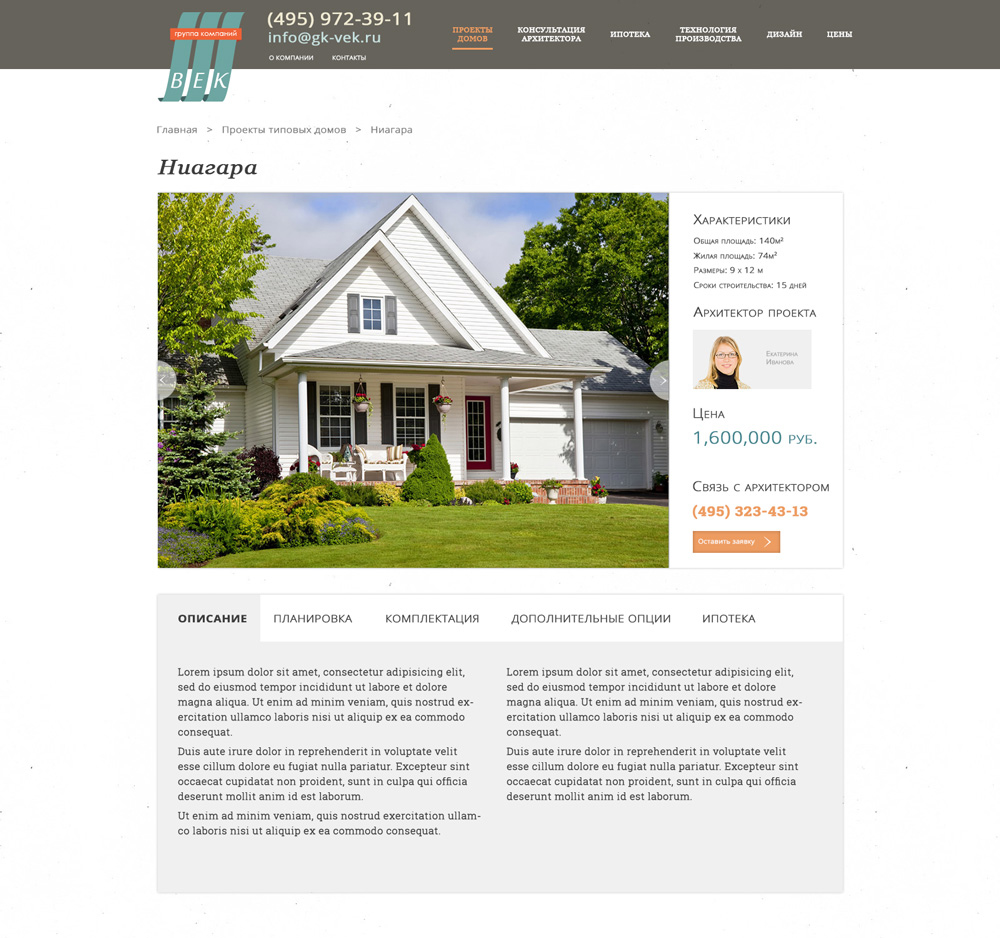 группа компаний
ВЕК
(495) 972-39-11
info@gk-vek.ru
О КОМПАНИИ КОНТАКТЫ
ПРОЕКТЫ ДОМОВ
КОНСУЛЬТАЦИЯ АРХИТЕКТОРА
ИПОТЕКА
ТЕХНОЛОГИЯ ПРОИЗВОДСТВА
ДИЗАЙН
ЦЕНЫ
Главная > Проекты типовых домов > Ниагара
Ниагара
Характеристики
Общая площадь: 140м²
Жилая площадь: 74м²
Размеры: 9 х 12 м
Сроки строительства: 15 дней
Архитектор проекта
Екатерина
Иванова
Цена
1,600,000 руб.
Связь с архитектором
(495) 323-43-13
Оставить заявку
ОПИСАНИЕ ПЛАНИРОВКА КОМПЛЕКТАЦИЯ ДОПОЛНИТЕЛЬНЫЕ ОПЦИИ ИПОТЕКА
Lorem ipsum dolor sit amet, consectetur adipisicing elit,
sed do eiusmod tempor incididunt ut labore et dolore
magna aliqua. Ut enim ad minim veniam, quis nostrud ex-
ercitation ullamco laboris nisi ut aliquip ex ea commodo
consequat.
Duis aute irure dolor in reprehenderit in voluptate velit
esse cillum dolore eu fugiat nulla pariatur. Excepteur sint
occaecat cupidatat non proident, sunt in culpa qui officia
deserunt mollit anim id est laborum.
Ut enim ad minim veniam, quis nostrud exercitation ullam-
co laboris nisi ut aliquip ex ea commodo consequat.
Lorem ipsum dolor sit amet, consectetur adipisicing elit,
sed do eiusmod tempor incididunt ut labore et dolore
magna aliqua. Ut enim ad minim veniam, quis nostrud ex-
ercitation ullamco laboris nisi ut aliquip ex ea commodo
consequat.
Duis aute irure dolor in reprehenderit in voluptate velit
esse cillum dolore eu fugiat nulla pariatur. Excepteur sint
occaecat cupidatat non proident, sunt in culpa qui officia
deserunt mollit anim id est laborum.